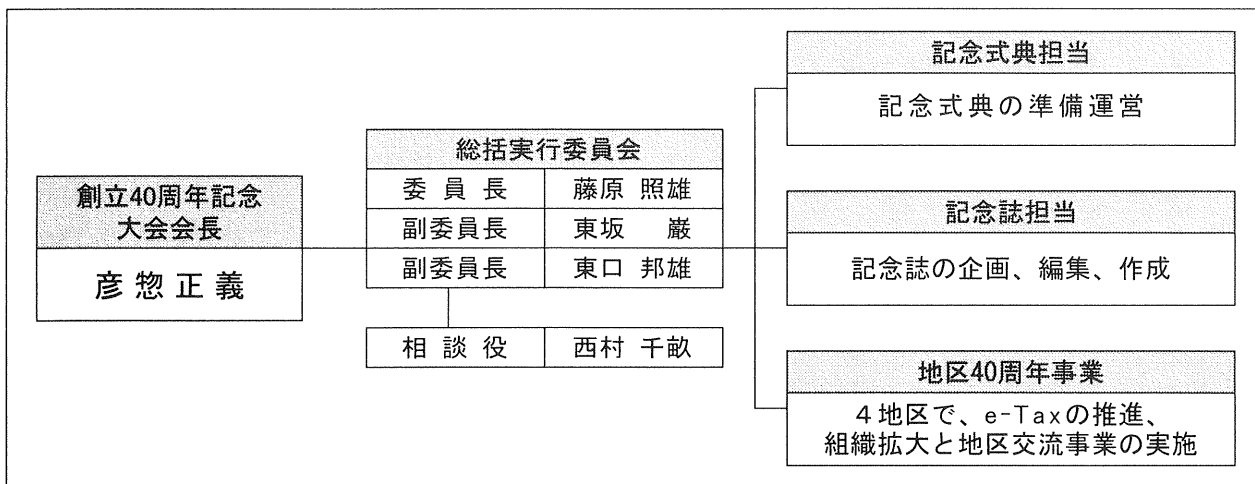 創立40周年記念
大会会長
彦惣正義
総括実行委員会
委員長 藤原 照雄
副委員長 東坂 巌
副委員長 東口 邦雄
相談役 西村 千畝
記念式典担当
記念式典の準備運営
記念誌担当
記念誌の企画、編集、作成
地区40周年事業
4地区で、e-Taxの推進、
組織拡大と地区交流事業の実施